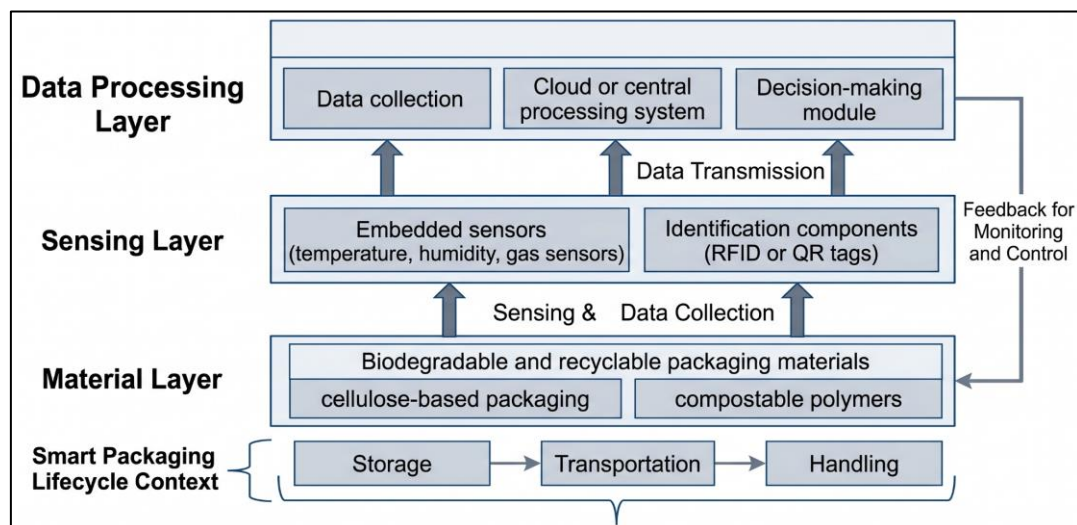 Data Processing
Layer
Data collection
Cloud or central
processing system
Decision-making
module
Data Transmission
Sensing Layer
Embedded sensors
(temperature, humidity, gas sensors)
Identification components
(RFID or QR tags)
Feedback for
Monitoring
and Control
Sensing & Data Collection
Material Layer
Biodegradable and recyclable packaging materials
cellulose-based packaging
compostable polymers
Smart Packaging
Lifecycle Context
Storage
Transportation
Handling